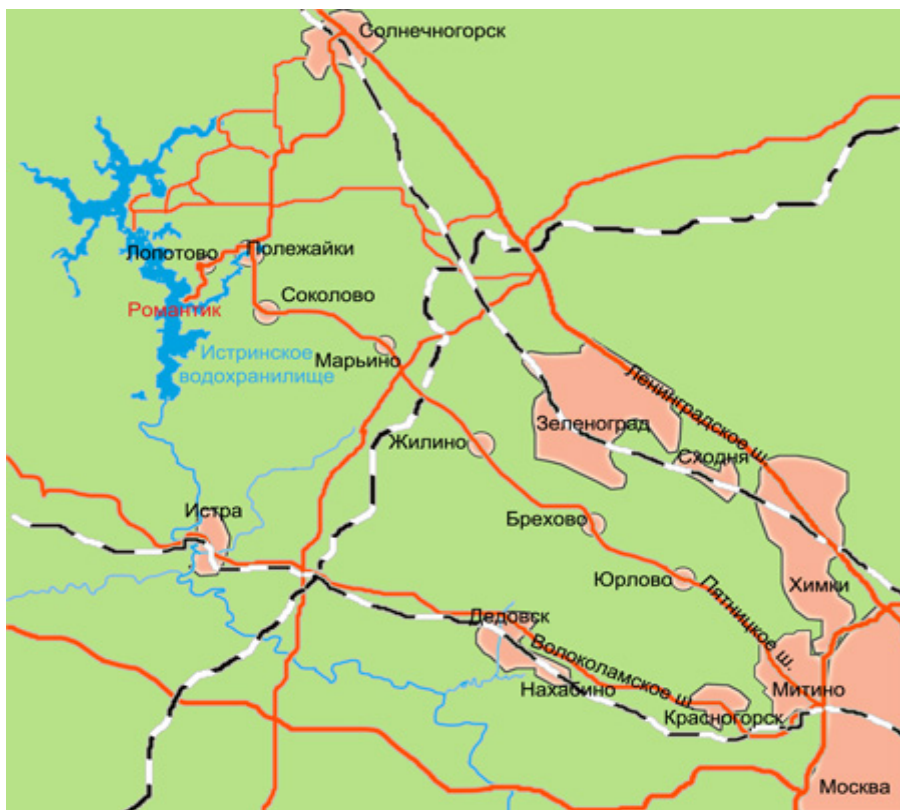 Солнечногорск
Полежайки
Лопотово
Соколово
Романтик
Истринское
водохранилище
Марьино
Ленинградское ш.
Зеленоград
Жилино
Сходня
Истра
Брехово
Юрлово
Химки
Пятницкое ш.
Дедовск
Волоколамское ш
Нахабино
Митино
Красногорск
Москва